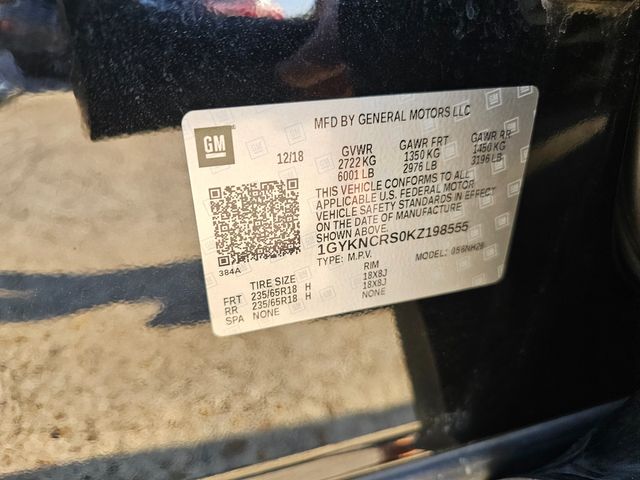 MFD BY GENERAL MOTORS LLC
GM
12/18
GVWR GAWR FRT GAWR RR
2722 KG 1350 KG 1450 KG
6001 LB 2976 LB 3196 LB
THIS VEHICLE CONFORMS TO ALL
APPLICABLE U.S. FEDERAL MOTOR
VEHICLE SAFETY STANDARDS IN EFFECT
ON THE DATE OF MANUFACTURE
SHOWN ABOVE.
1GYKNCRS0KZ198555
TYPE: M.P.V. MODEL: 056NH26
384A
TIRE SIZE RIM
FRT 235/65R18 H 18X8J
RR 235/65R18 H 18X8J
SPA NONE NONE